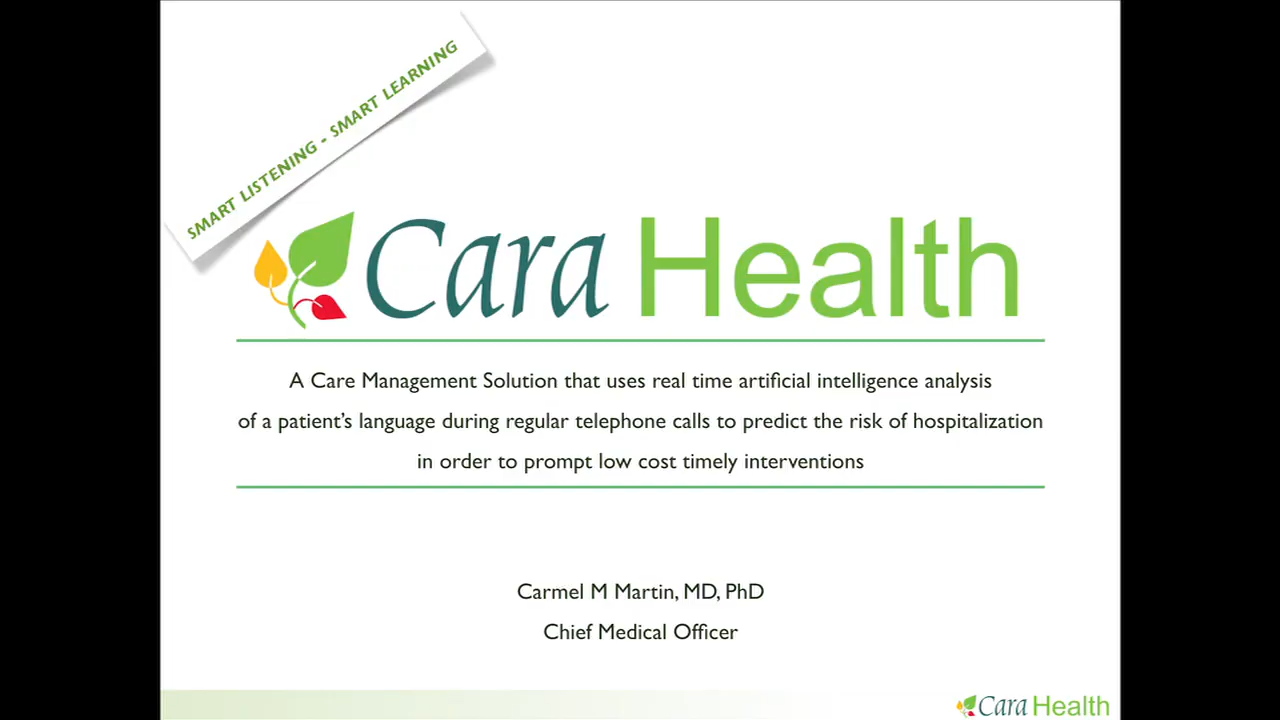 SMART LISTENING - SMART LEARNING
Cara Health
A Care Management Solution that uses real time artificial intelligence analysis
of a patient's language during regular telephone calls to predict the risk of hospitalization
in order to prompt low cost timely interventions
Carmel M Martin, MD, PhD
Chief Medical Officer
Cara Health